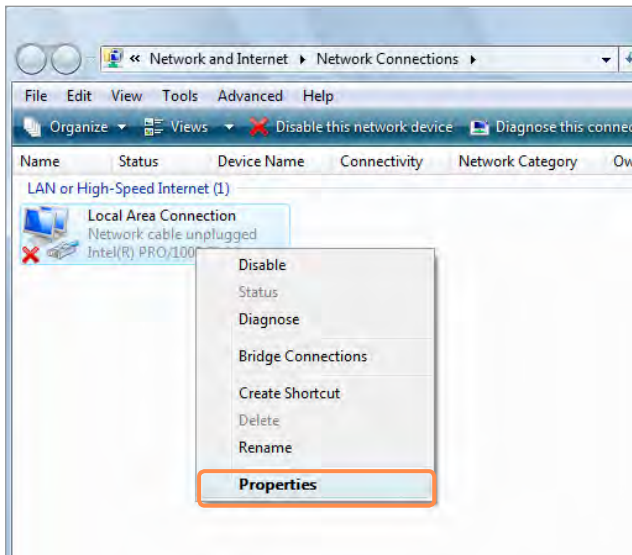 « Network and Internet ▸ Network Connections ▸
File Edit View Tools Advanced Help
Organize Views Disable this network device Diagnose this connec
Name Status Device Name Connectivity Network Category Ow
LAN or High-Speed Internet (1)
Local Area Connection
Network cable unplugged
Intel(R) PRO/100
Disable
Status
Diagnose
Bridge Connections
Create Shortcut
Delete
Rename
Properties